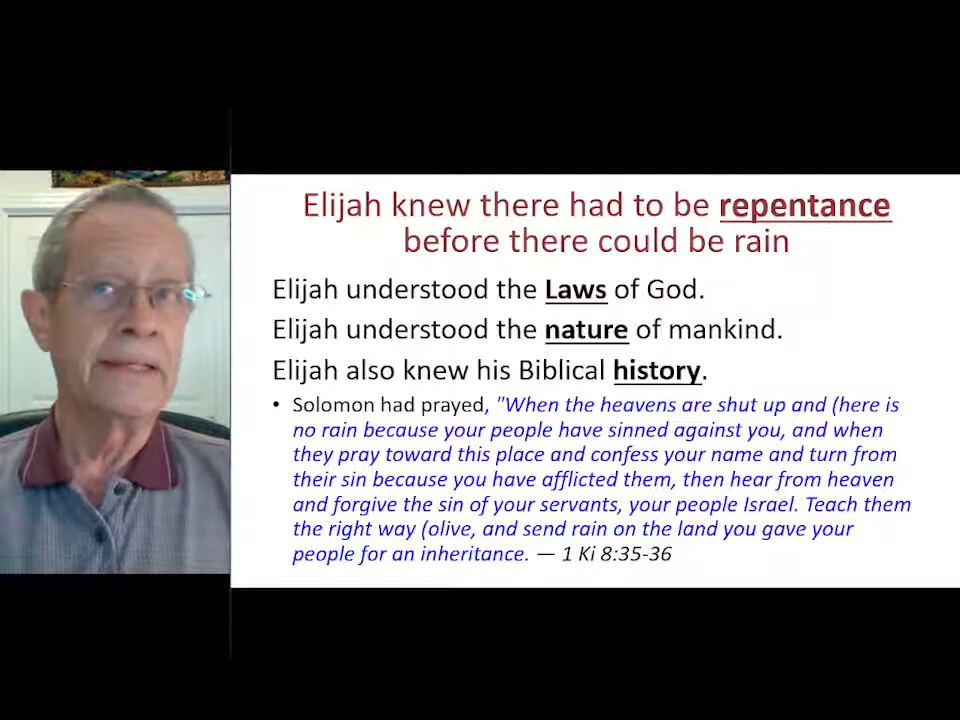 Elijah knew there had to be repentance
before there could be rain
Elijah understood the Laws of God.
Elijah understood the nature of mankind.
Elijah also knew his Biblical history.
• Solomon had prayed, "When the heavens are shut up and (here is
no rain because your people have sinned against you, and when
they pray toward this place and confess your name and turn from
their sin because you have afflicted them, then hear from heaven
and forgive the sin of your servants, your people Israel. Teach them
the right way (olive, and send rain on the land you gave your
people for an inheritance. — 1 Ki 8:35-36